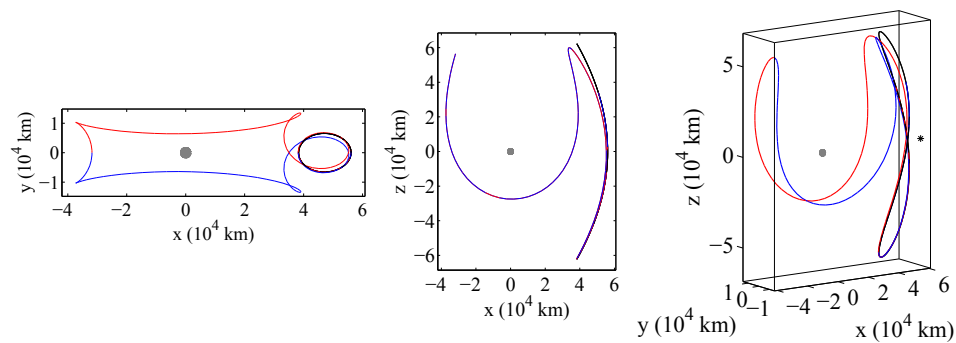 1
0
−1
y (10⁴ km)
−4 −2 0 2 4 6
x (10⁴ km)
6
4
2
0
−2
−4
−6
z (10⁴ km)
−4 −2 0 2 4 6
x (10⁴ km)
5
0
−5
z (10⁴ km)
1 0 −1
y (10⁴ km)
−4 −2 0 2 4 6
x (10⁴ km)